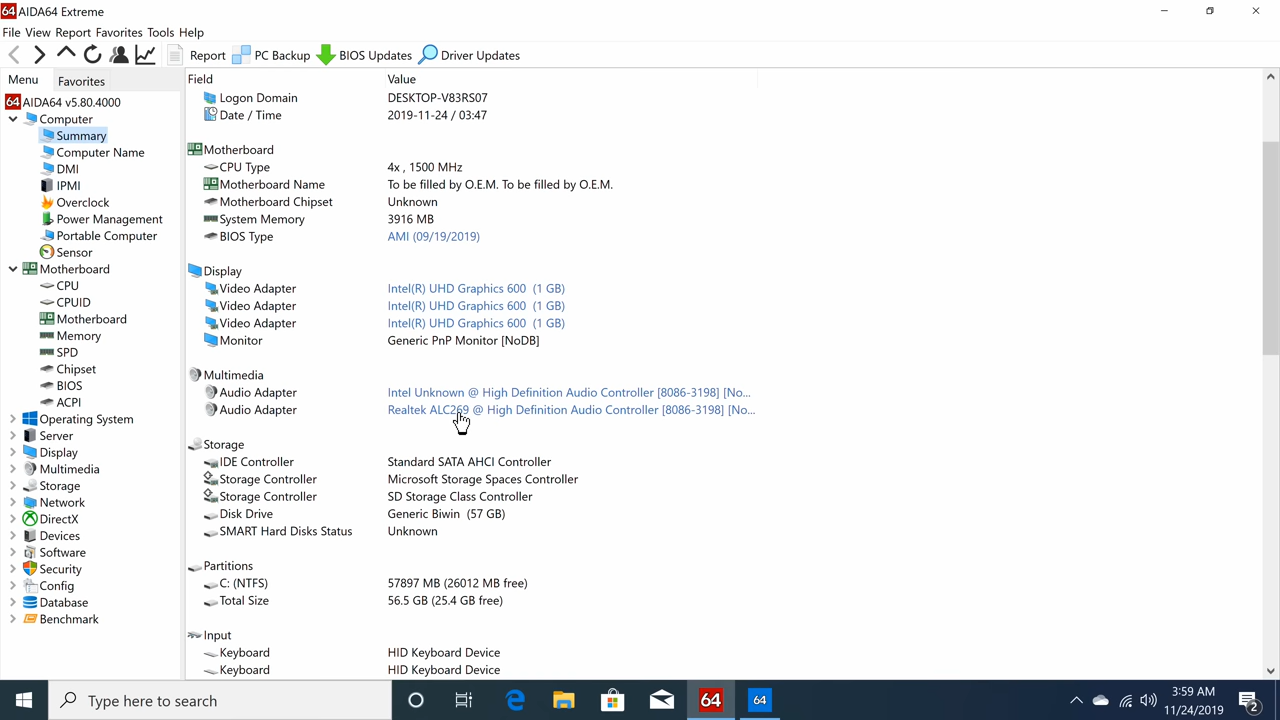 64 AIDA64 Extreme
File View Report Favorites Tools Help
Report PC Backup BIOS Updates Driver Updates
Menu Favorites
Field Value
64 AIDA64 v5.80.4000
Computer
Summary
Computer Name
DMI
IPMI
Overclock
Power Management
Portable Computer
Sensor
Motherboard
CPU
CPUID
Motherboard
Memory
SPD
Chipset
BIOS
ACPI
Operating System
Server
Display
Multimedia
Storage
Network
DirectX
Devices
Software
Security
Config
Database
Benchmark
Logon Domain DESKTOP-V83RS07
Date / Time 2019-11-24 / 03:47
Motherboard
CPU Type 4x , 1500 MHz
Motherboard Name To be filled by O.E.M. To be filled by O.E.M.
Motherboard Chipset Unknown
System Memory 3916 MB
BIOS Type AMI (09/19/2019)
Display
Video Adapter Intel(R) UHD Graphics 600 (1 GB)
Video Adapter Intel(R) UHD Graphics 600 (1 GB)
Video Adapter Intel(R) UHD Graphics 600 (1 GB)
Monitor Generic PnP Monitor [NoDB]
Multimedia
Audio Adapter Intel Unknown @ High Definition Audio Controller [8086-3198] [No...
Audio Adapter Realtek ALC269 @ High Definition Audio Controller [8086-3198] [No...
Storage
IDE Controller Standard SATA AHCI Controller
Storage Controller Microsoft Storage Spaces Controller
Storage Controller SD Storage Class Controller
Disk Drive Generic Biwin (57 GB)
SMART Hard Disks Status Unknown
Partitions
C: (NTFS) 57897 MB (26012 MB free)
Total Size 56.5 GB (25.4 GB free)
Input
Keyboard HID Keyboard Device
Keyboard HID Keyboard Device
Type here to search
64
64
3:59 AM
11/24/2019
2